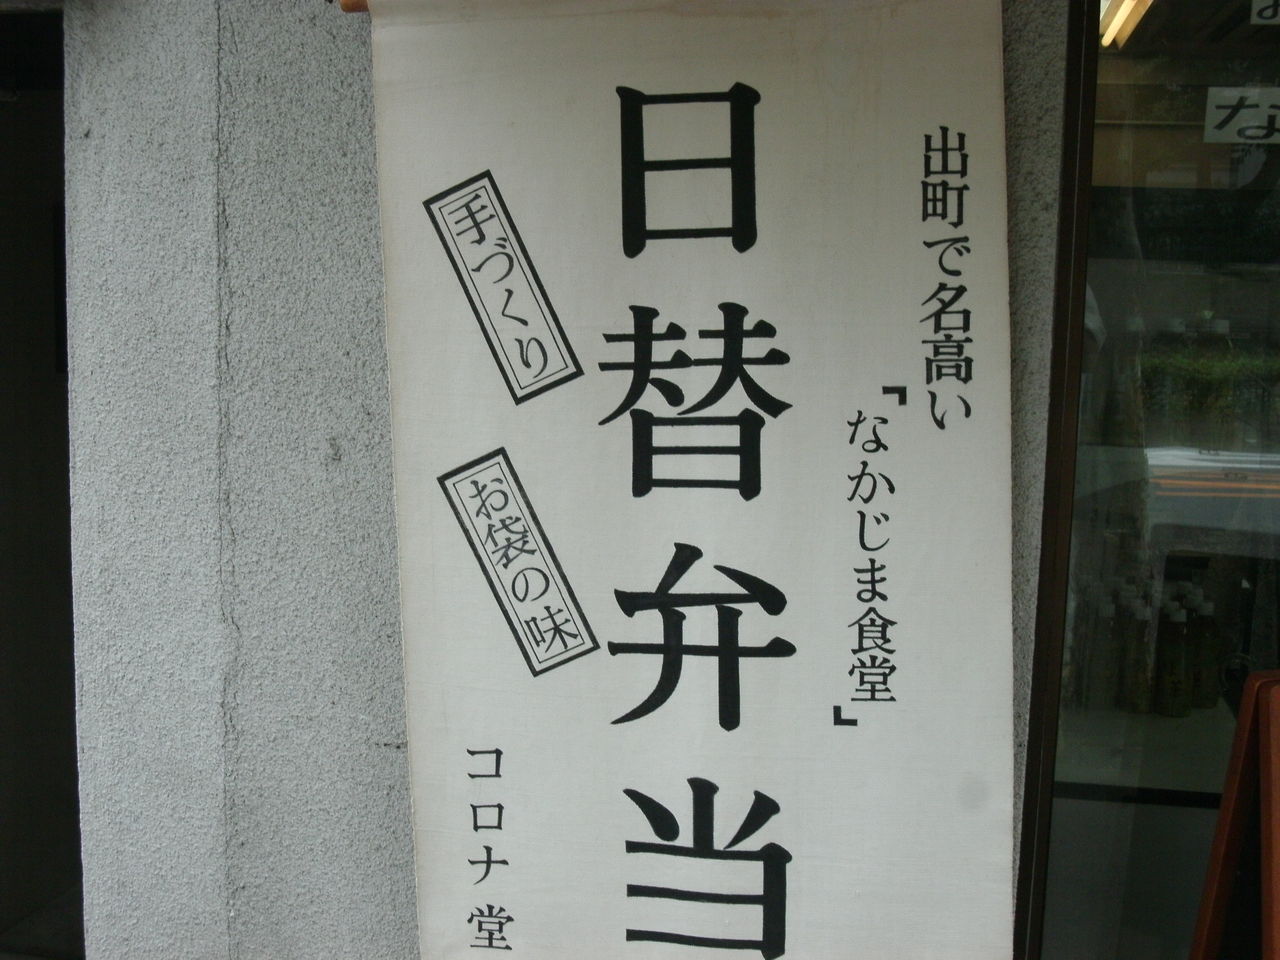 出町で名高い
「なかじま食堂」
日替弁当
手づくり
お袋の味
コロナ堂
な